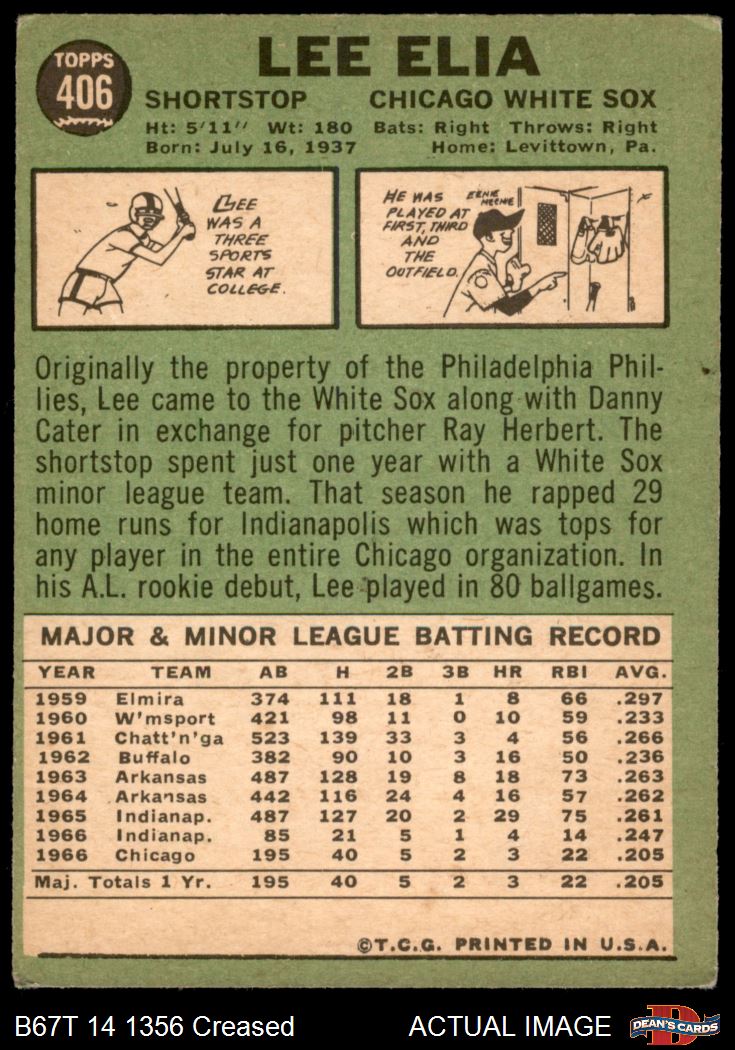 TOPPS
406
LEE ELIA
SHORTSTOP CHICAGO WHITE SOX
Ht: 5'11" Wt: 180 Bats: Right Throws: Right
Born: July 16, 1937 Home: Levittown, Pa.
LEE
WAS A
THREE
SPORTS
STAR AT
COLLEGE.
HE WAS
PLAYED AT
FIRST, THIRD
AND
THE
OUTFIELD.
EENIE
MEENIE
Originally the property of the Philadelphia Phil-
lies, Lee came to the White Sox along with Danny
Cater in exchange for pitcher Ray Herbert. The
shortstop spent just one year with a White Sox
minor league team. That season he rapped 29
home runs for Indianapolis which was tops for
any player in the entire Chicago organization. In
his A.L. rookie debut, Lee played in 80 ballgames.
MAJOR & MINOR LEAGUE BATTING RECORD
YEAR TEAM AB H 2B 3B HR RBI AVG.
1959 Elmira 374 111 18 1 8 66 .297
1960 W'msport 421 98 11 0 10 59 .233
1961 Chatt'n'ga 523 139 33 3 4 56 .266
1962 Buffalo 382 90 10 3 16 50 .236
1963 Arkansas 487 128 19 8 18 73 .263
1964 Arkansas 442 116 24 4 16 57 .262
1965 Indianap. 487 127 20 2 29 75 .261
1966 Indianap. 85 21 5 1 4 14 .247
1966 Chicago 195 40 5 2 3 22 .205
Maj. Totals 1 Yr. 195 40 5 2 3 22 .205
©T.C.G. PRINTED IN U.S.A.
B67T 14 1356 Creased ACTUAL IMAGE
DEAN'S CARDS